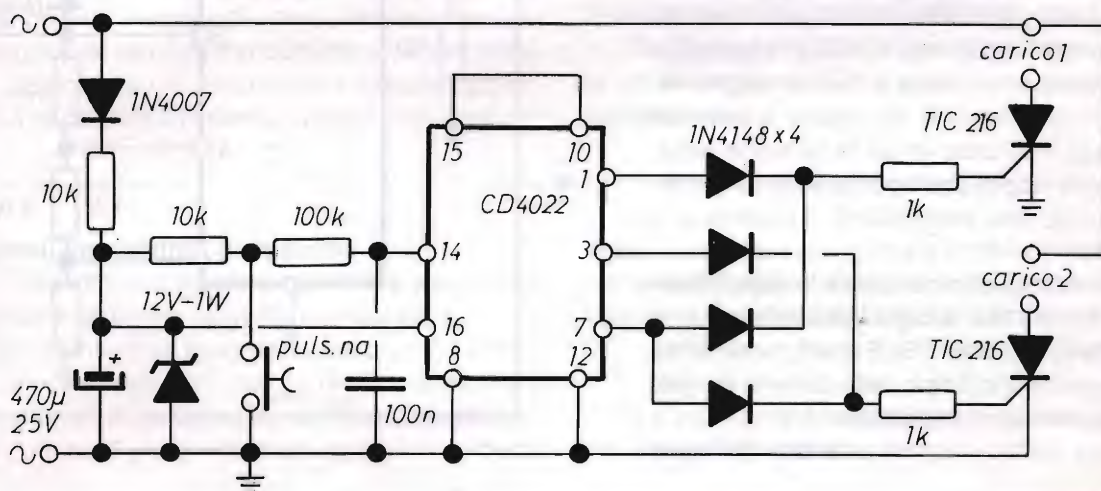 ~
carico1
1N4007
TIC 216
15
10
1N4148 x 4
10k
1
CD4022
1k
10k
100k
14
3
carico2
12V-1W
16
7
puls.na
8
12
TIC 216
+
470µ
25V
100n
1k
~